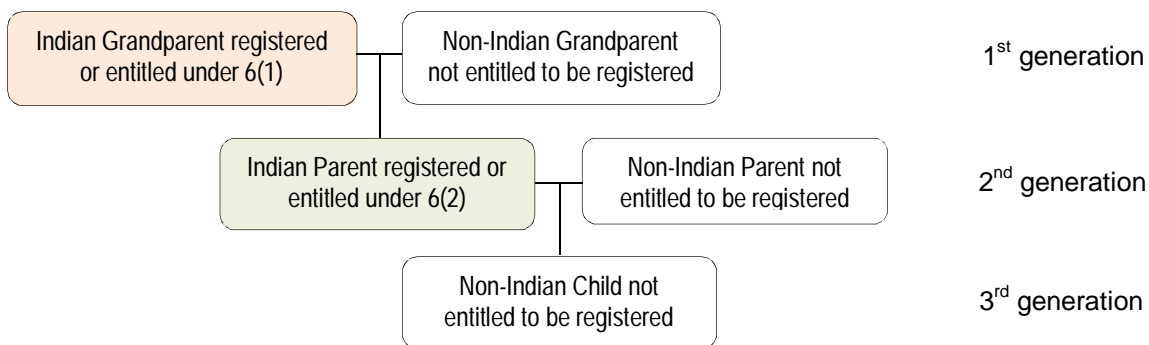 Indian Grandparent registered
or entitled under 6(1)
Non-Indian Grandparent
not entitled to be registered
1st generation
Indian Parent registered or
entitled under 6(2)
Non-Indian Parent not
entitled to be registered
2nd generation
Non-Indian Child not
entitled to be registered
3rd generation